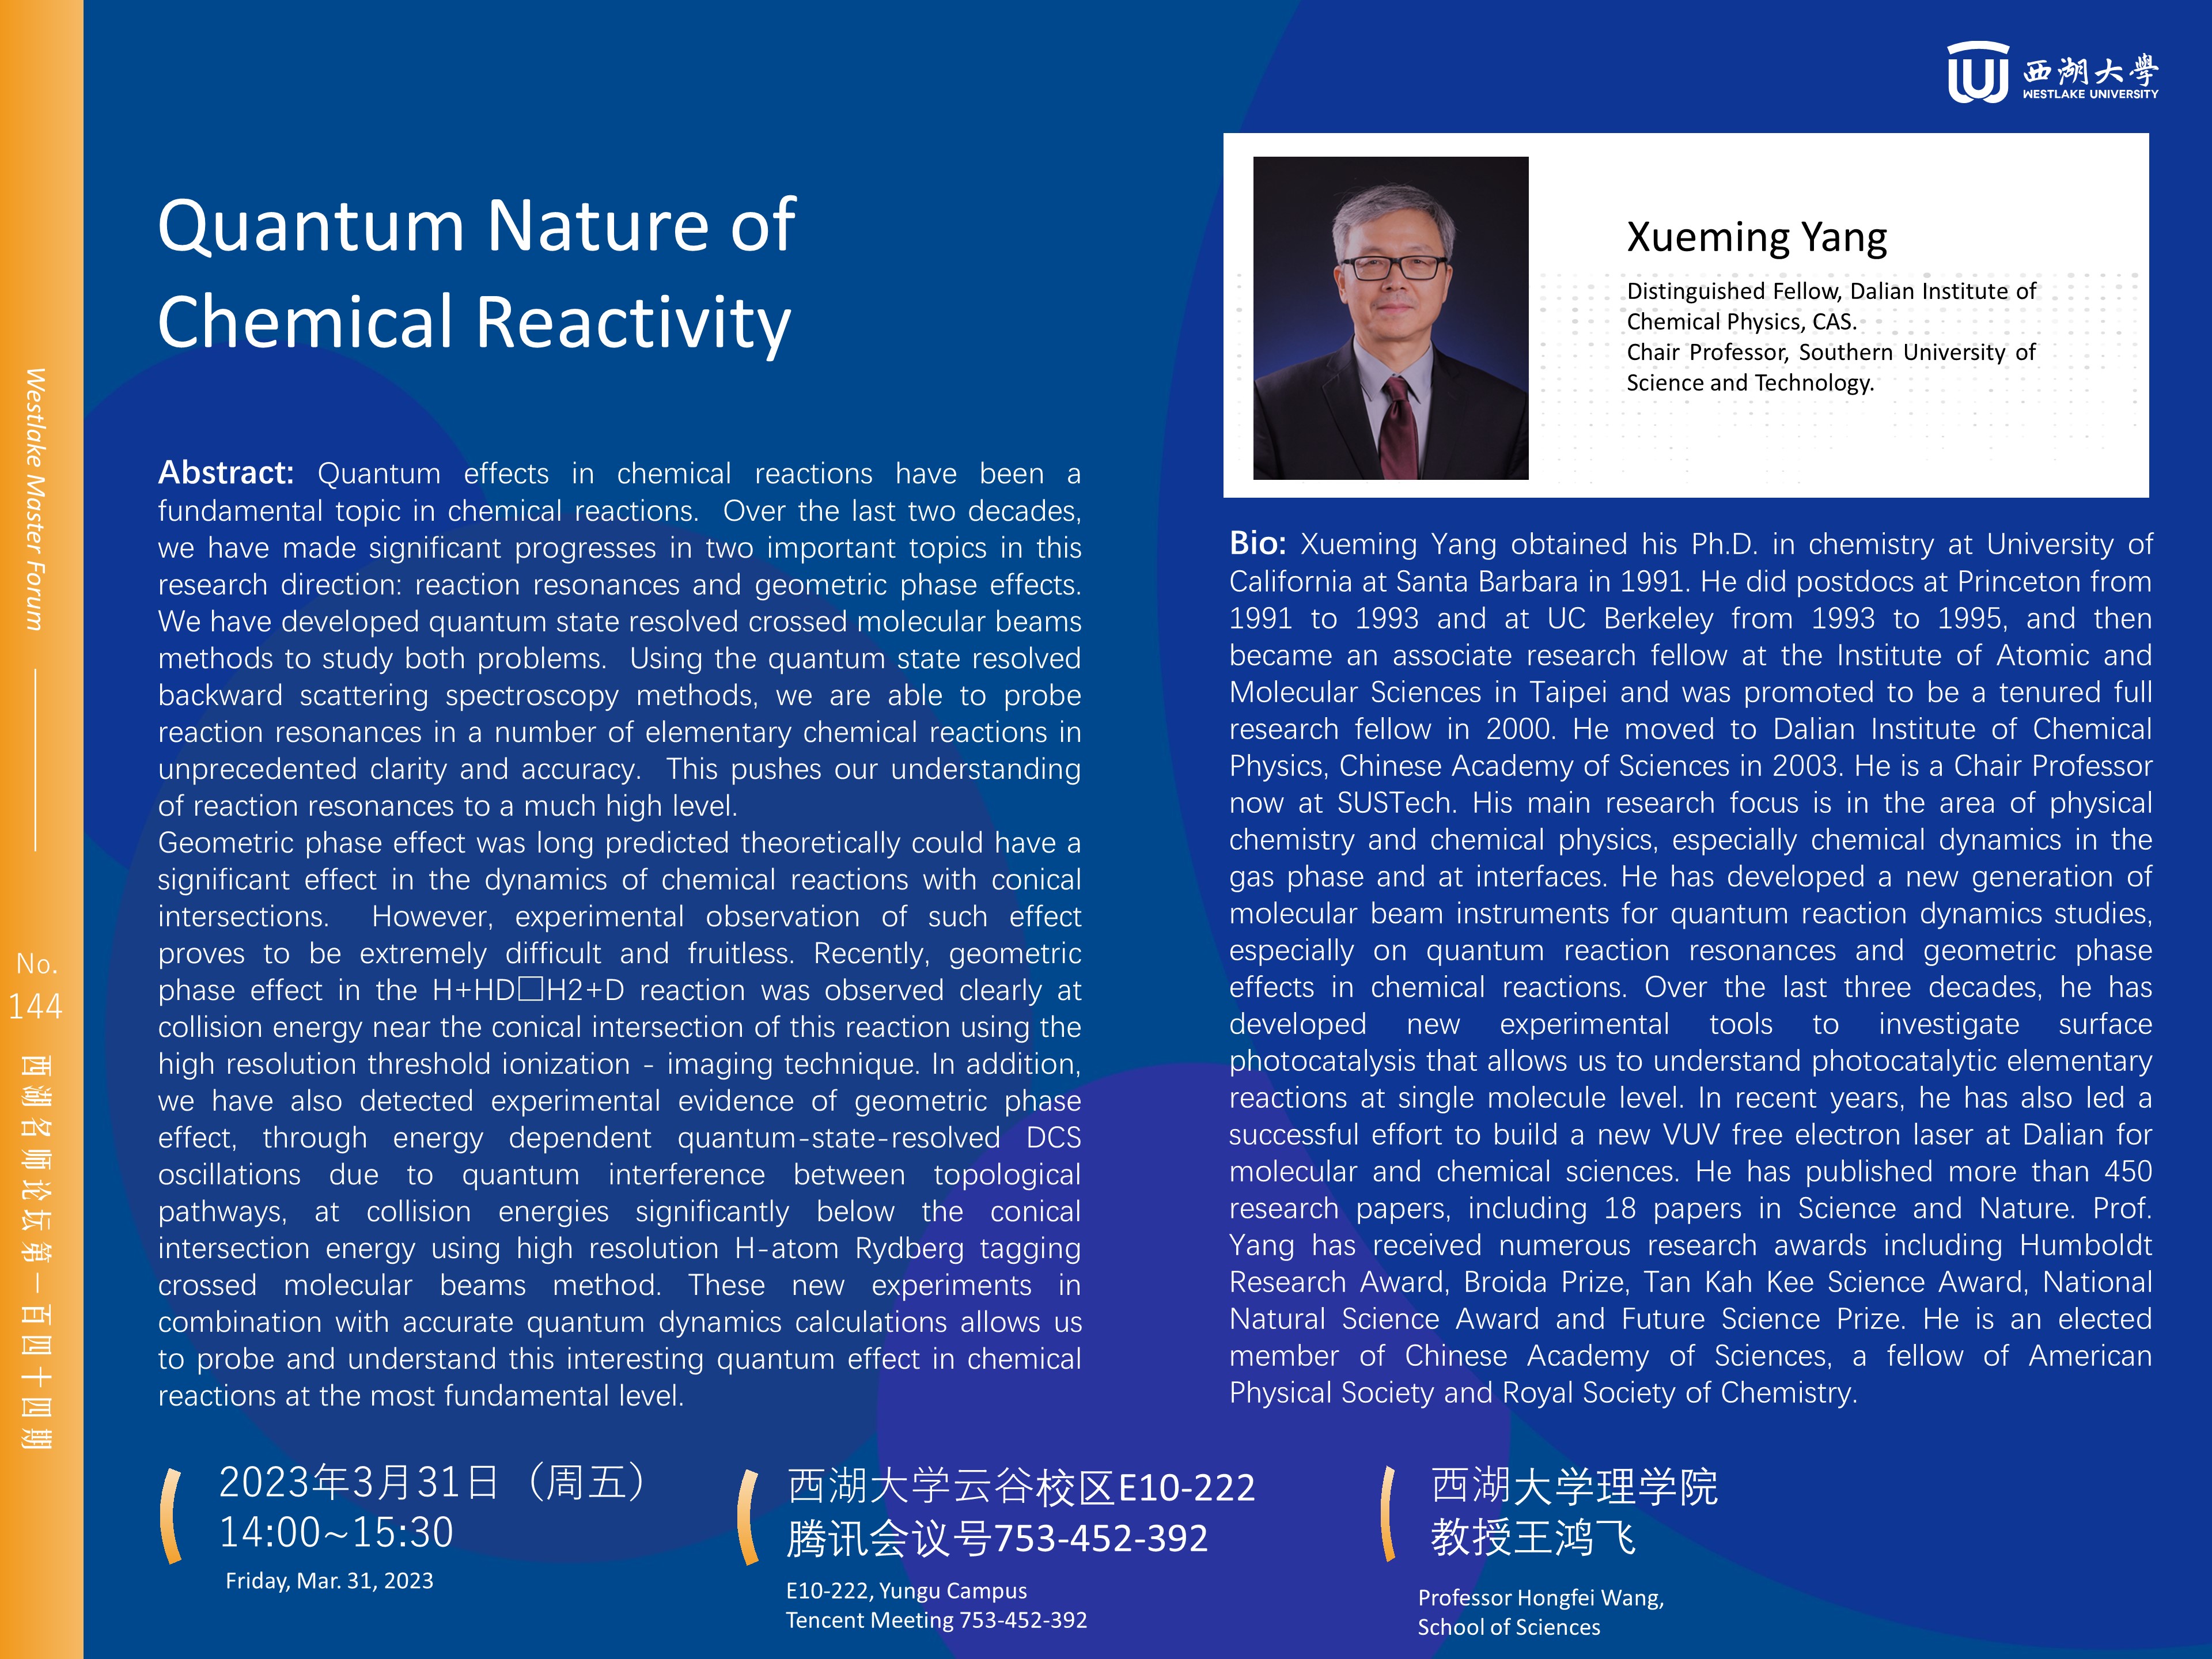 西湖大學
WESTLAKE UNIVERSITY
Westlake Master Forum
No.
144
西湖名师论坛第一百四十四期
Quantum Nature of
Chemical Reactivity
Abstract: Quantum effects in chemical reactions have been a
fundamental topic in chemical reactions. Over the last two decades,
we have made significant progresses in two important topics in this
research direction: reaction resonances and geometric phase effects.
We have developed quantum state resolved crossed molecular beams
methods to study both problems. Using the quantum state resolved
backward scattering spectroscopy methods, we are able to probe
reaction resonances in a number of elementary chemical reactions in
unprecedented clarity and accuracy. This pushes our understanding
of reaction resonances to a much high level.
Geometric phase effect was long predicted theoretically could have a
significant effect in the dynamics of chemical reactions with conical
intersections. However, experimental observation of such effect
proves to be extremely difficult and fruitless. Recently, geometric
phase effect in the H+HD□H2+D reaction was observed clearly at
collision energy near the conical intersection of this reaction using the
high resolution threshold ionization - imaging technique. In addition,
we have also detected experimental evidence of geometric phase
effect, through energy dependent quantum-state-resolved DCS
oscillations due to quantum interference between topological
pathways, at collision energies significantly below the conical
intersection energy using high resolution H-atom Rydberg tagging
crossed molecular beams method. These new experiments in
combination with accurate quantum dynamics calculations allows us
to probe and understand this interesting quantum effect in chemical
reactions at the most fundamental level.
Xueming Yang
Distinguished Fellow, Dalian Institute of
Chemical Physics, CAS.
Chair Professor, Southern University of
Science and Technology.
Bio: Xueming Yang obtained his Ph.D. in chemistry at University of
California at Santa Barbara in 1991. He did postdocs at Princeton from
1991 to 1993 and at UC Berkeley from 1993 to 1995, and then
became an associate research fellow at the Institute of Atomic and
Molecular Sciences in Taipei and was promoted to be a tenured full
research fellow in 2000. He moved to Dalian Institute of Chemical
Physics, Chinese Academy of Sciences in 2003. He is a Chair Professor
now at SUSTech. His main research focus is in the area of physical
chemistry and chemical physics, especially chemical dynamics in the
gas phase and at interfaces. He has developed a new generation of
molecular beam instruments for quantum reaction dynamics studies,
especially on quantum reaction resonances and geometric phase
effects in chemical reactions. Over the last three decades, he has
developed new experimental tools to investigate surface
photocatalysis that allows us to understand photocatalytic elementary
reactions at single molecule level. In recent years, he has also led a
successful effort to build a new VUV free electron laser at Dalian for
molecular and chemical sciences. He has published more than 450
research papers, including 18 papers in Science and Nature. Prof.
Yang has received numerous research awards including Humboldt
Research Award, Broida Prize, Tan Kah Kee Science Award, National
Natural Science Award and Future Science Prize. He is an elected
member of Chinese Academy of Sciences, a fellow of American
Physical Society and Royal Society of Chemistry.
2023年3月31日（周五）
14:00~15:30
Friday, Mar. 31, 2023
西湖大学云谷校区E10-222
腾讯会议号753-452-392
E10-222, Yungu Campus
Tencent Meeting 753-452-392
西湖大学理学院
教授王鸿飞
Professor Hongfei Wang,
School of Sciences